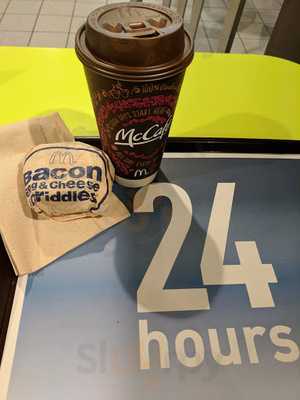 McCafé
Bacon
Egg & Cheese
Griddles
24
hours